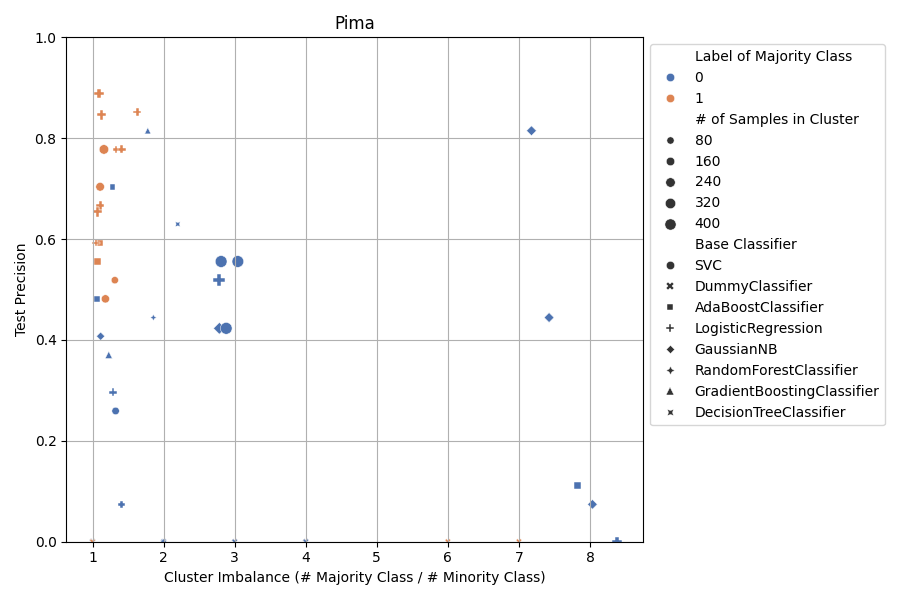 Pima
1.0
0.8
0.6
0.4
0.2
0.0
Test Precision
1
2
3
4
5
6
7
8
Cluster Imbalance (# Majority Class / # Minority Class)
Label of Majority Class
0
1
# of Samples in Cluster
80
160
240
320
400
Base Classifier
SVC
DummyClassifier
AdaBoostClassifier
LogisticRegression
GaussianNB
RandomForestClassifier
GradientBoostingClassifier
DecisionTreeClassifier